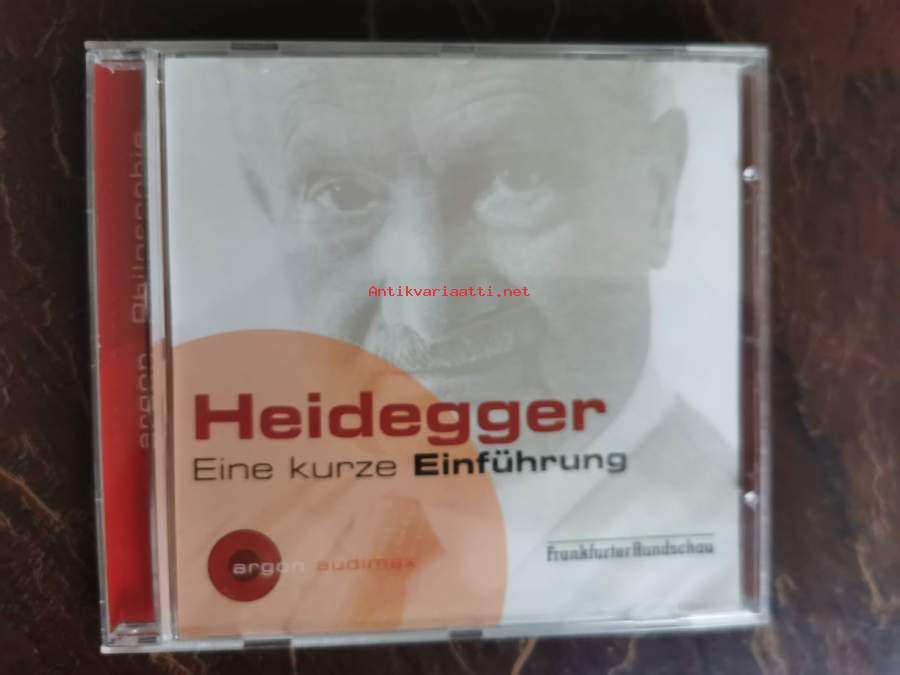 argon Philosophie
Antikvariaatti.net
Heidegger
Eine kurze Einführung
argon audimax
Frankfurter Rundschau